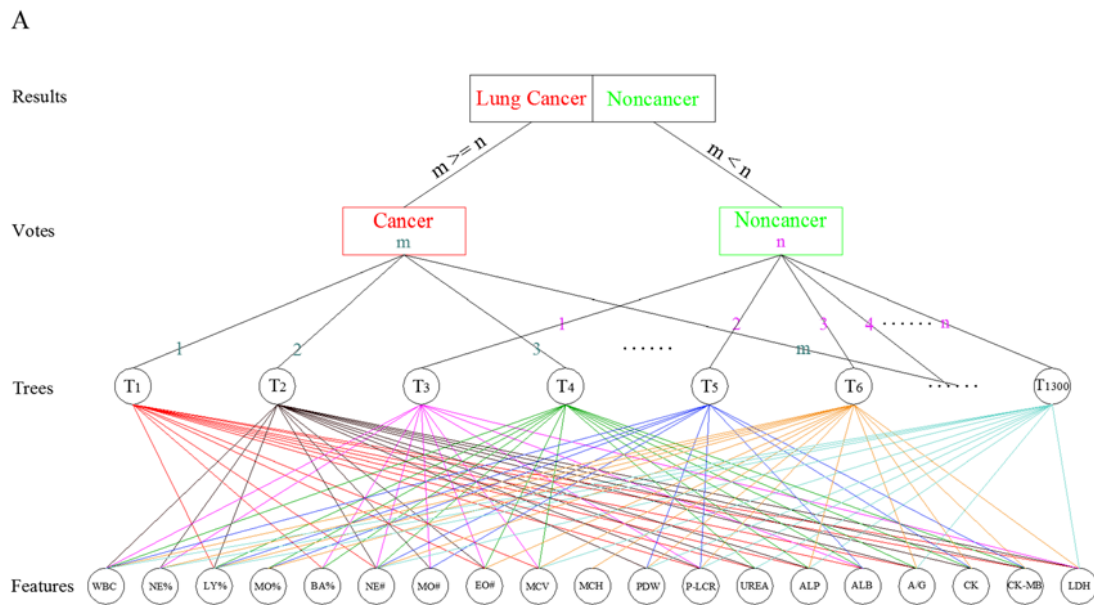 A
Results
Lung Cancer Noncancer
m >= n m < n
Votes
Cancer Noncancer
m n
1 2 3 4 ······ n
1 2 3 ······ m
Trees
T1 T2 T3 T4 T5 T6 ······ T1300
Features
WBC NE% LY% MO% BA% NE# MO# EO# MCV MCH PDW P-LCR UREA ALP ALB A/G CK CK-MB LDH